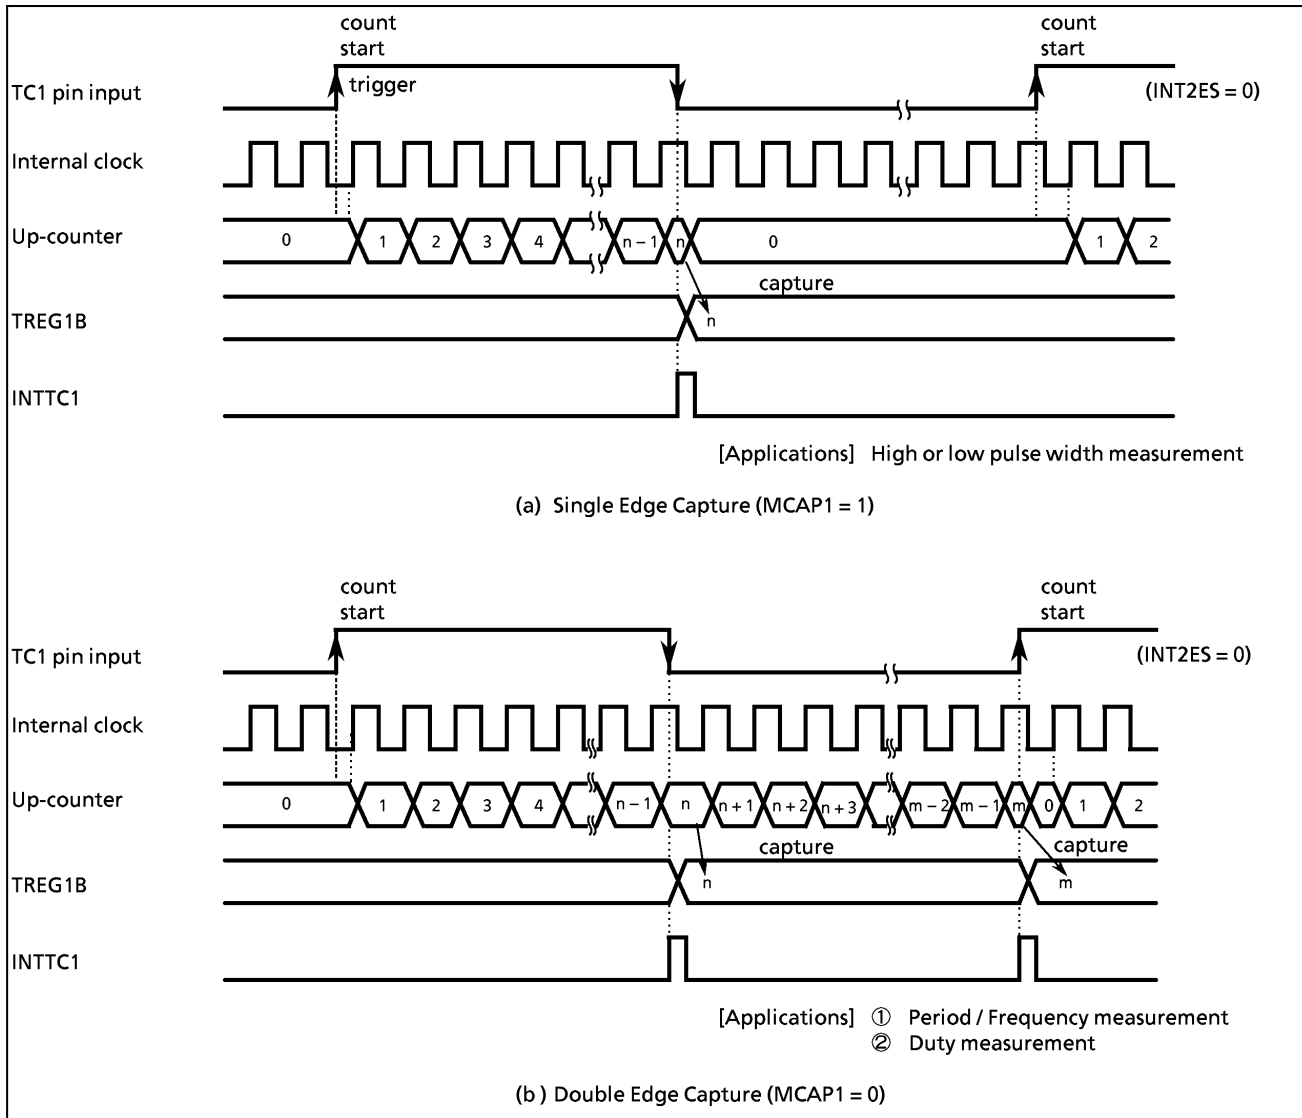 count
start
count
start
TC1 pin input
trigger
(INT2ES = 0)
Internal clock
Up-counter
0 1 2 3 4 n – 1 n 0 1 2
capture
TREG1B
n
INTTC1
[Applications] High or low pulse width measurement
(a) Single Edge Capture (MCAP1 = 1)
count
start
count
start
TC1 pin input
(INT2ES = 0)
Internal clock
Up-counter
0 1 2 3 4 n – 1 n n + 1 n + 2 n + 3 m – 2 m – 1 m 0 1 2
capture
capture
TREG1B
n
m
INTTC1
[Applications] ① Period / Frequency measurement
② Duty measurement
(b ) Double Edge Capture (MCAP1 = 0)